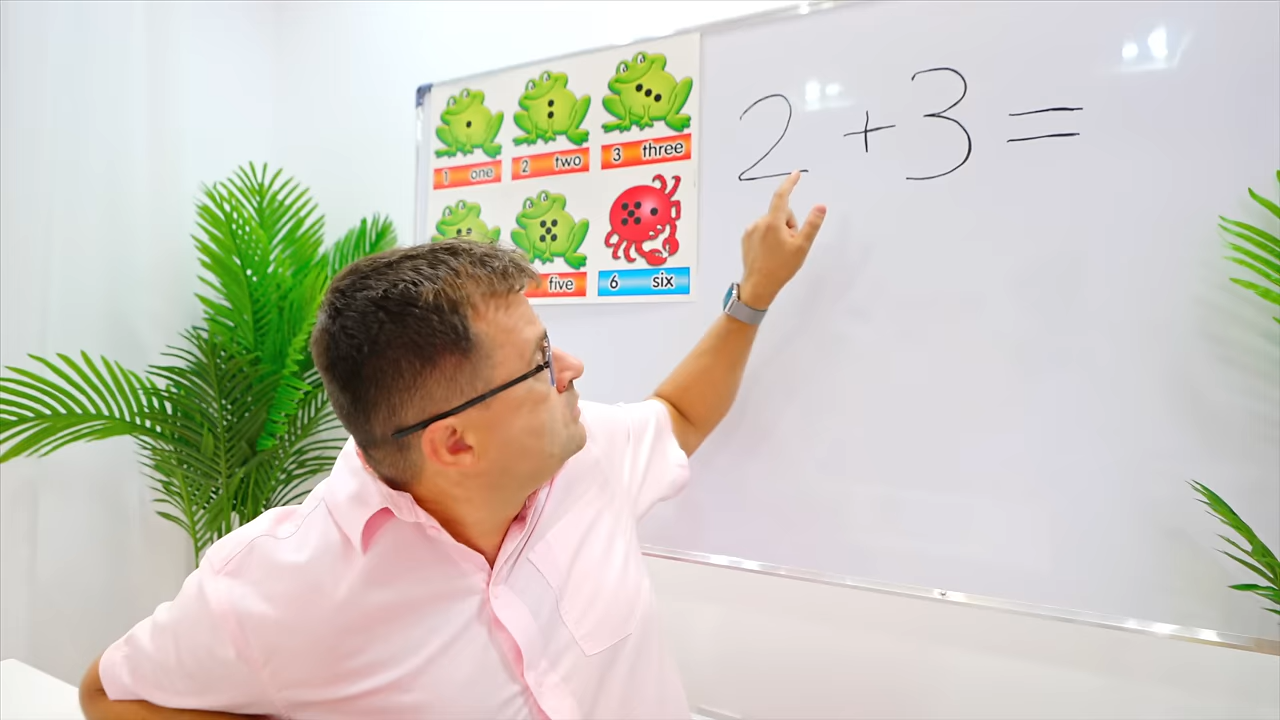 1 one
2 two
3 three
five
6 six
2 + 3 =